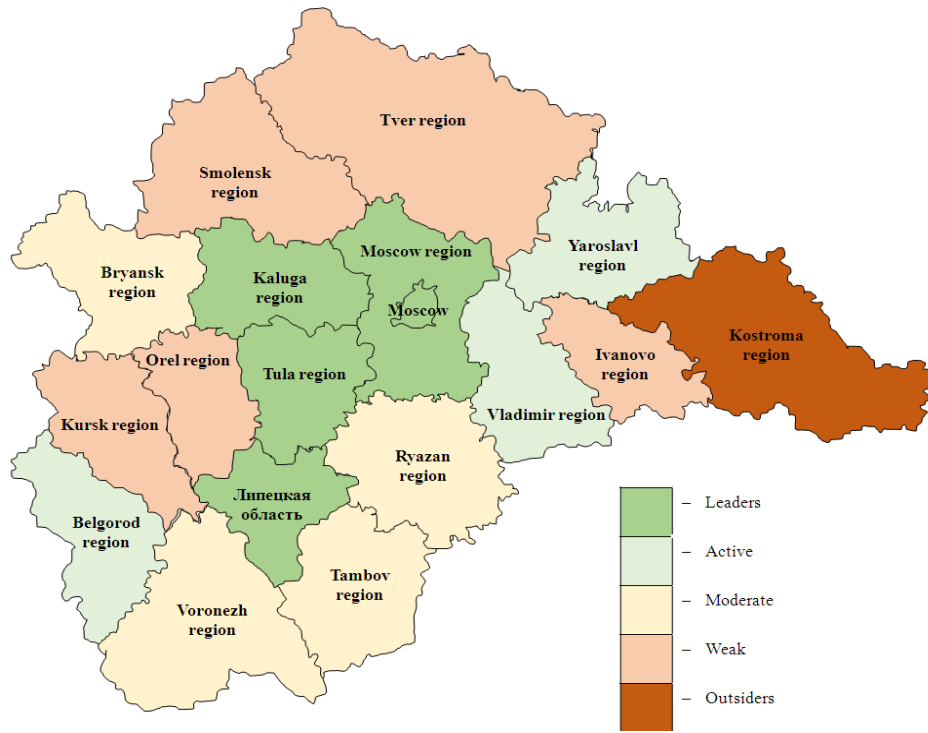 Tver region
Smolensk
region
Yaroslavl
region
Moscow region
Bryansk
region
Kaluga
region
Moscow
Kostroma
region
Orel region
Ivanovo
region
Tula region
Vladimir region
Kursk region
Ryazan
region
Липецкая
область
Belgorod
region
Tambov
region
Voronezh
region
– Leaders
– Active
– Moderate
– Weak
– Outsiders